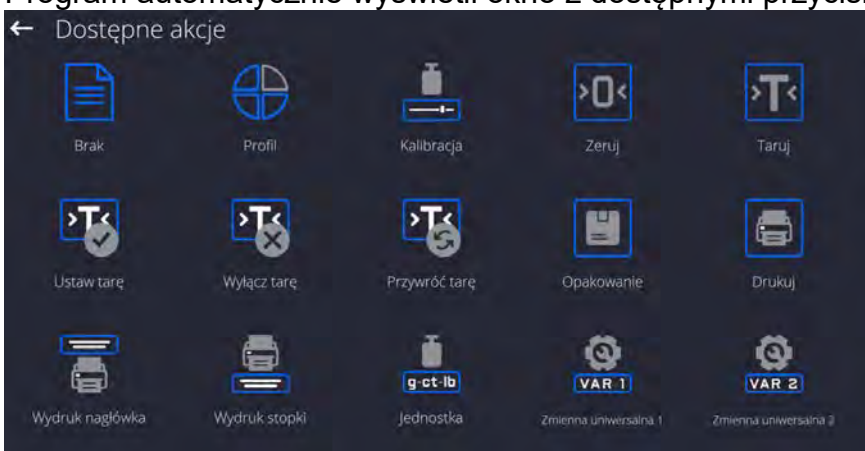 Program automatycznie wyświetli okno z dostępnymi
Dostępne akcje
>0<
>T<
Brak
Profil
Kalibracja
Zeruj
Taruj
>T<
>T<
>T<
Ustaw tarę
Wyłącz tarę
Przywróć tarę
Opakowanie
Drukuj
g-ct-lb
VAR 1
VAR 2
Wydruk nagłówka
Wydruk stopki
Jednostka
Zmienna uniwersalna 1
Zmienna uniwersalna 2